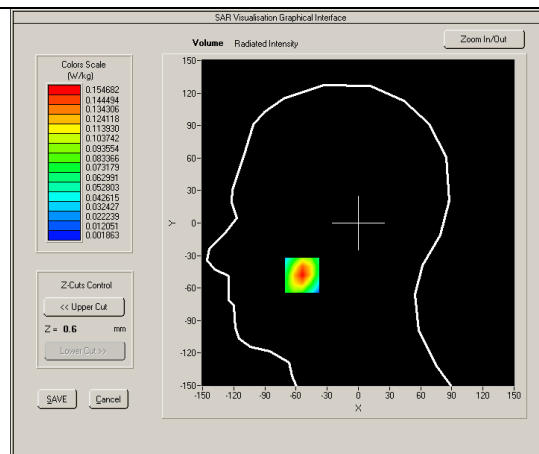 SAR Visualisation Graphical Interface
Volume Radiated Intensity
Zoom In/Out
Colors Scale
(W/kg)
0.154682
0.144494
0.134306
0.124118
0.113930
0.103742
0.093554
0.083366
0.073179
0.062991
0.052803
0.042615
0.032427
0.022239
0.012051
0.001863
Z-Cuts Control
<< Upper Cut
Z = 0.6 mm
Lower Cut >>
SAVE Cancel
150
120
90
60
30
0
-30
-60
-90
-120
-150
Y
-150 -120 -90 -60 -30 0 30 60 90 120 150
X